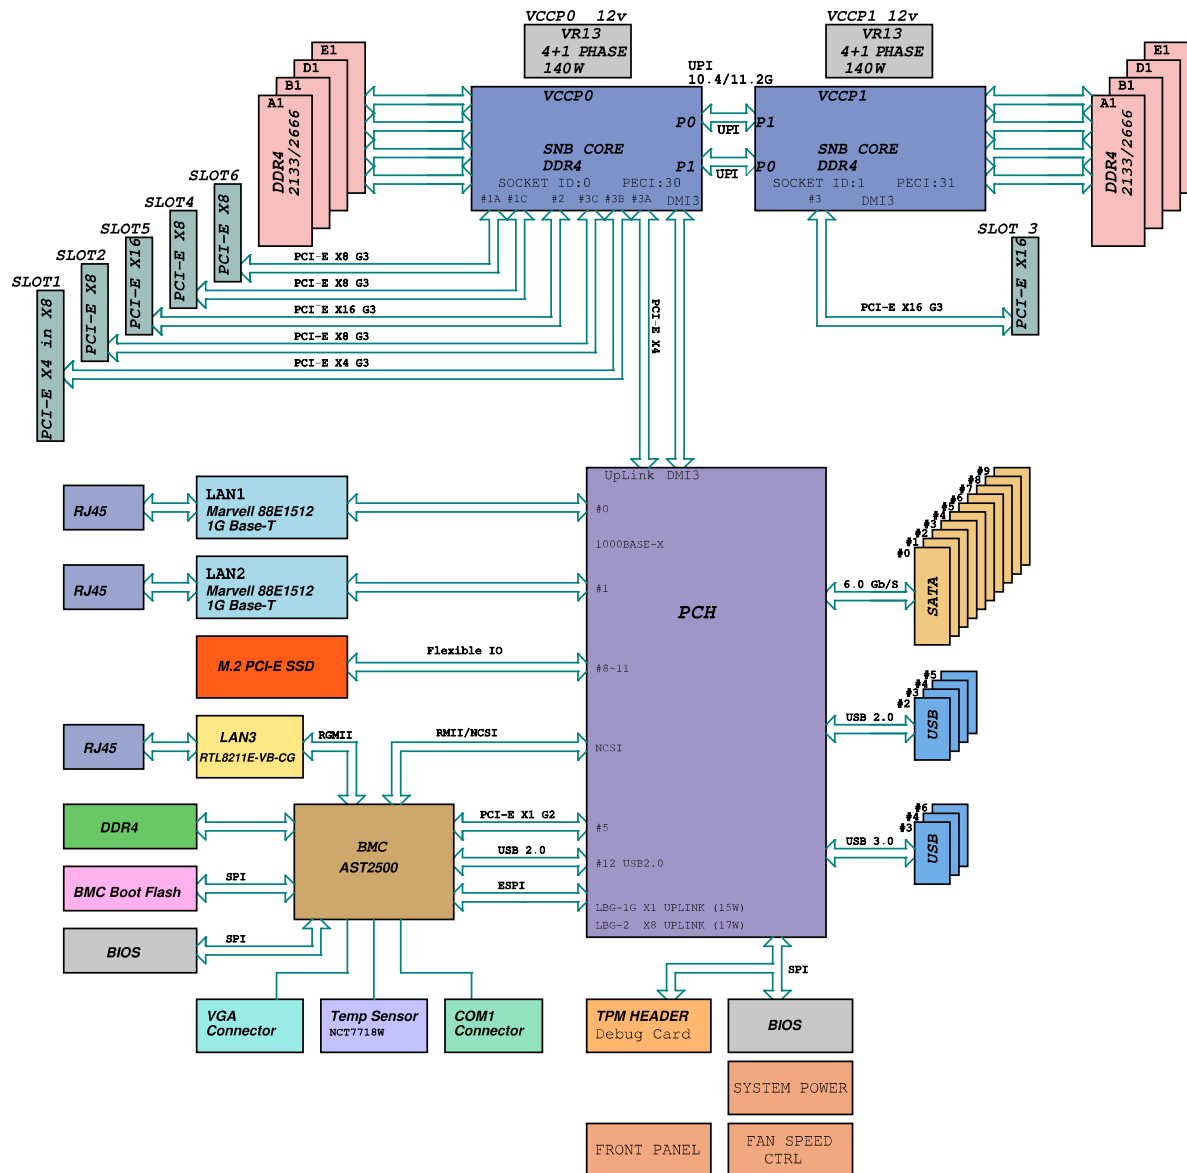 VCCP0 12v
VR13
4+1 PHASE
140W
VCCP1 12v
VR13
4+1 PHASE
140W
UPI
10.4/11.2G
E1
D1
B1
A1
DDR4
2133/2666
VCCP0
P0
SNB CORE
DDR4
P1
SOCKET ID:0 PECI:30
#1A #1C #2 #3C #3B #3A DMI3
UPI
UPI
VCCP1
P1
SNB CORE
P0 DDR4
SOCKET ID:1 PECI:31
#3 DMI3
E1
D1
B1
A1
DDR4
2133/2666
SLOT6
PCI-E X8
SLOT4
PCI-E X8
SLOT5
PCI-E X16
SLOT2
PCI-E X8
SLOT1
PCI-E X4 in X8
PCI-E X8 G3
PCI-E X8 G3
PCI E X16 G3
PCI-E X8 G3
PCI-E X4 G3
PCI-E X4
SLOT 3
PCI-E X16
PCI-E X16 G3
UpLink DMI3
#0
1000BASE-X
#1
PCH
#8~11
NCSI
#5
#12 USB2.0
LBG-1G X1 UPLINK (15W)
LBG-2 X8 UPLINK (17W)
RJ45
LAN1
Marvell 88E1512
1G Base-T
RJ45
LAN2
Marvell 88E1512
1G Base-T
M.2 PCI-E SSD
Flexible IO
RJ45
LAN3
RTL8211E-VB-CG
RGMII
RMII/NCSI
DDR4
BMC
AST2500
PCI-E X1 G2
USB 2.0
ESPI
BMC Boot Flash
SPI
BIOS
SPI
6.0 Gb/S
#9
#8
#7
#6
#5
#4
#3
#2
#1
#0
SATA
USB 2.0
#5
#4
#3
#2
USB
USB 3.0
#6
#4
#3
USB
SPI
VGA
Connector
Temp Sensor
NCT7718W
COM1
Connector
TPM HEADER
Debug Card
BIOS
SYSTEM POWER
FRONT PANEL
FAN SPEED
CTRL